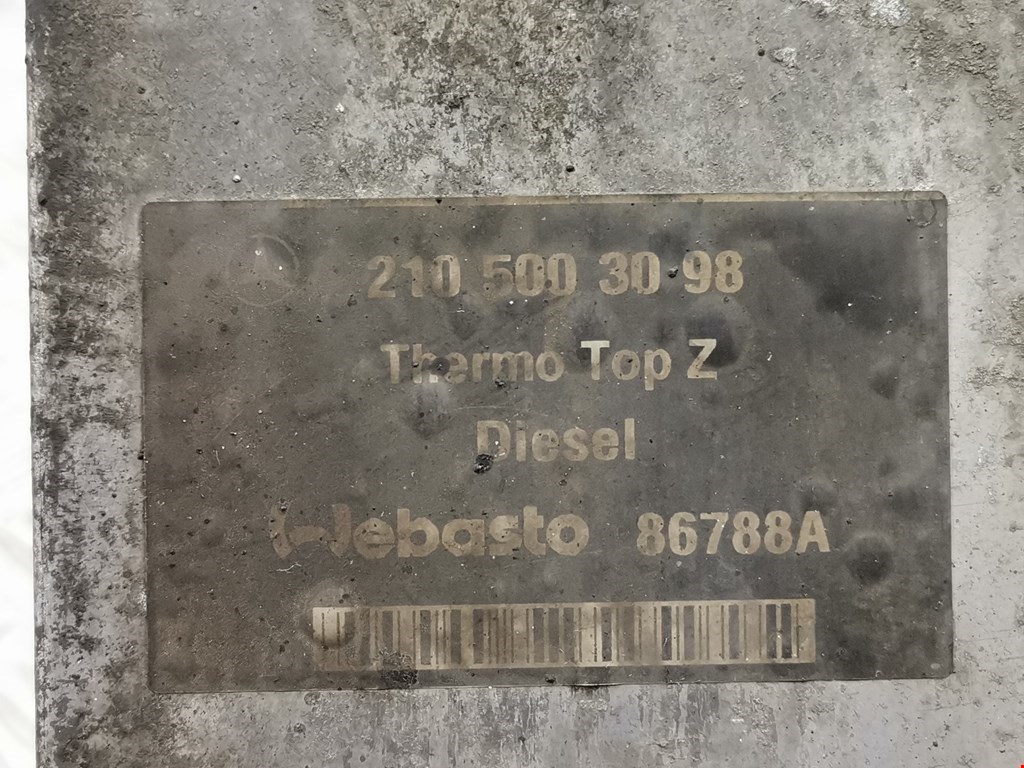 210 500 30 98
Thermo Top Z
Diesel
Webasto 86788A